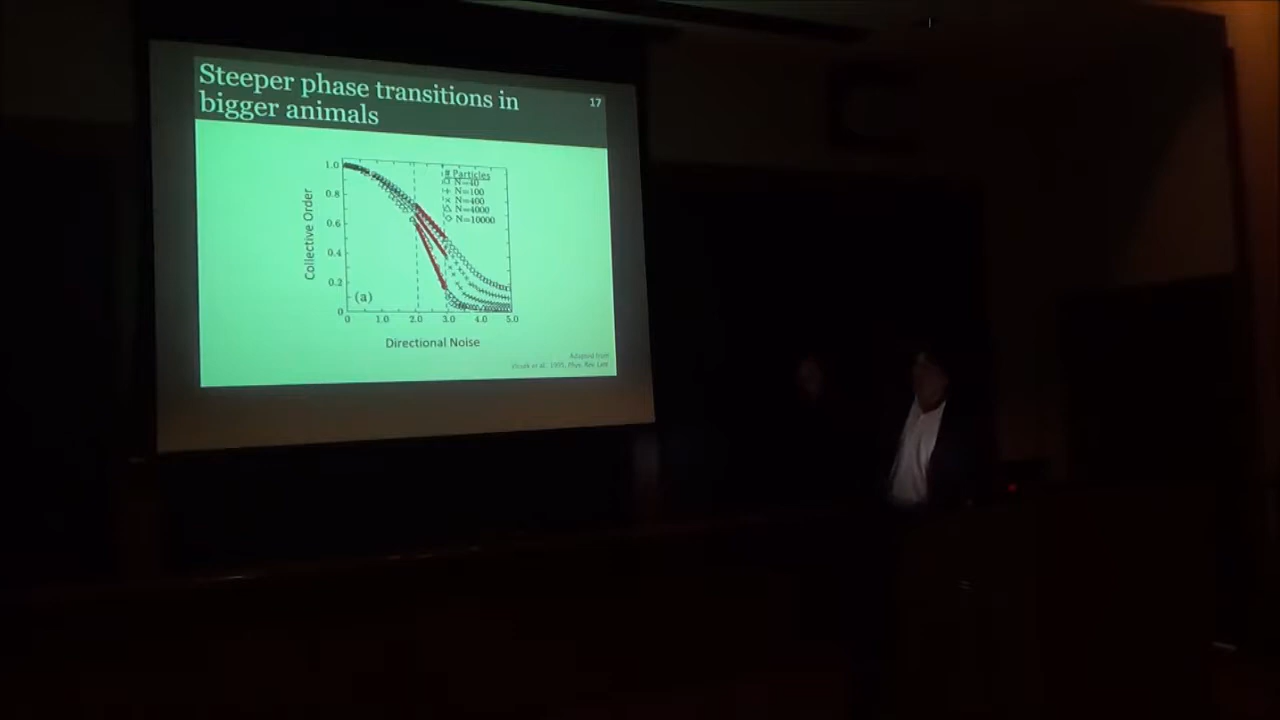 Steeper phase transitions in
bigger animals
17
# Particles
N=40
N=100
N=400
N=4000
N=10000
Collective Order
1.0
0.8
0.6
0.4
0.2
0
(a)
0 1.0 2.0 3.0 4.0 5.0
Directional Noise
Adapted from
et al. 1995, Phys. Rev. Lett.